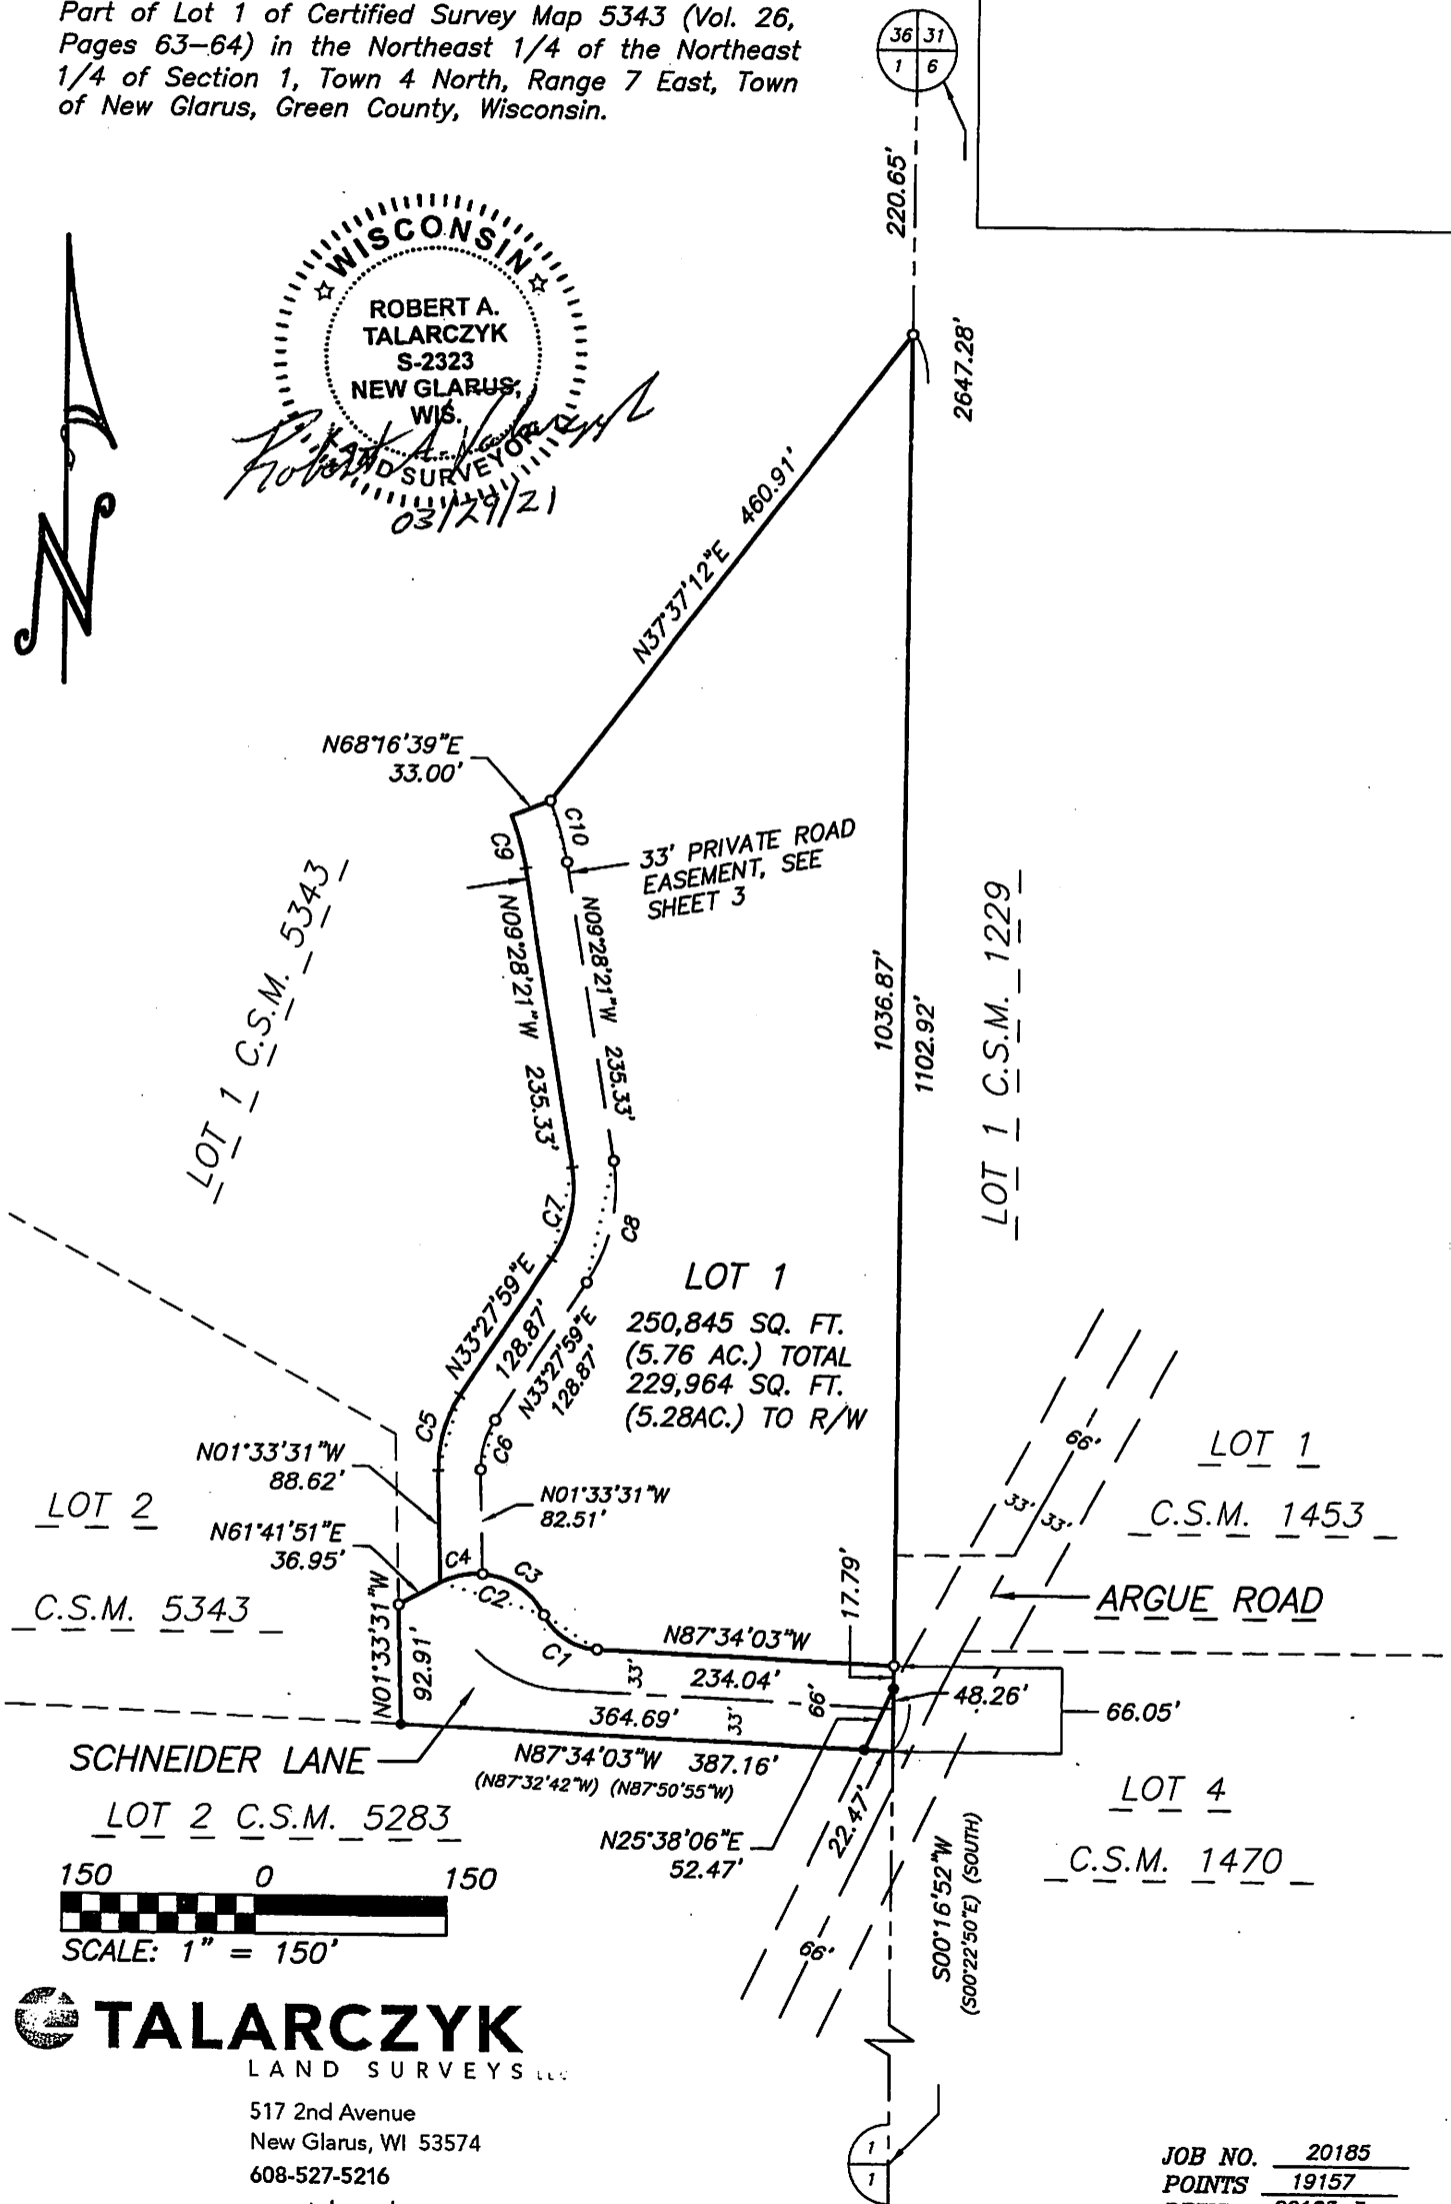 Part of Lot 1 of Certified Survey Map 5343 (Vol. 26,
Pages 63–64) in the Northeast 1/4 of the Northeast
1/4 of Section 1, Town 4 North, Range 7 East, Town
of New Glarus, Green County, Wisconsin.
36 31
1 6
220.65'
WISCONSIN
ROBERT A.
TALARCZYK
S-2323
NEW GLARUS,
WIS.
SURVEYOR
03/29/21
N
2647.28'
N37°37'12"E 460.91'
N68°16'39"E
33.00'
C10
C9
33' PRIVATE ROAD
EASEMENT, SEE
SHEET 3
N09°28'21"W 235.33'
N09°28'21"W 235.33'
LOT 1 C.S.M. 5343
1036.87'
1102.92'
LOT 1 C.S.M. 1229
C7
C8
N33°27'59"E
128.87'
N33°27'59"E
128.87'
LOT 1
250,845 SQ. FT.
(5.76 AC.) TOTAL
229,964 SQ. FT.
(5.28AC.) TO R/W
C5
C6
N01°33'31"W
88.62'
N01°33'31"W
82.51'
LOT 2
C.S.M. 5343
N61°41'51"E
36.95'
C4
C3
C2
C1
N01°33'31"W
92.91'
66'
33'
33'
LOT 1
C.S.M. 1453
ARGUE ROAD
17.79'
N87°34'03"W
234.04'
33'
66'
48.26'
66.05'
364.69'
33'
N87°34'03"W 387.16'
(N87°32'42"W) (N87°50'55"W)
SCHNEIDER LANE
LOT 2 C.S.M. 5283
N25°38'06"E
52.47'
22.47'
LOT 4
C.S.M. 1470
66'
S00°16'52"W
(S00°22'50"E) (SOUTH)
150 0 150
SCALE: 1" = 150'
TALARCZYK
LAND SURVEYS LLC
517 2nd Avenue
New Glarus, WI 53574
608-527-5216
1
1
JOB NO. 20185
POINTS 19157